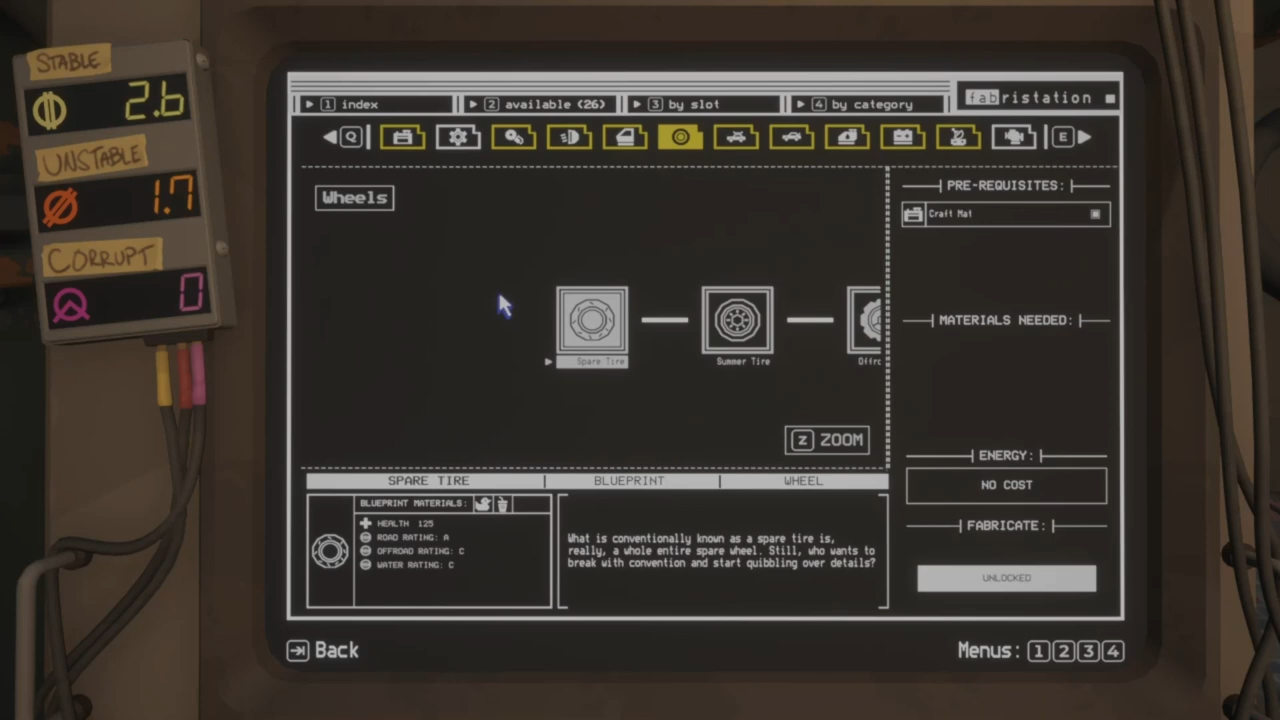 STABLE
2.6
UNSTABLE
1.7
CORRUPT
0
1 index
2 available (26)
3 by slot
4 by category
fabristation
Q
E
Wheels
Spare Tire
Summer Tire
Offro
Z ZOOM
PRE-REQUISITES:
Craft Mat
MATERIALS NEEDED:
ENERGY:
NO COST
FABRICATE:
UNLOCKED
SPARE TIRE
BLUEPRINT
WHEEL
BLUEPRINT MATERIALS:
HEALTH 125
ROAD RATING: A
OFFROAD RATING: C
WATER RATING: C
What is conventionally known as a spare tire is,
really, a whole entire spare wheel. Still, who wants to
break with convention and start quibbling over details?
Back
Menus: 1 2 3 4